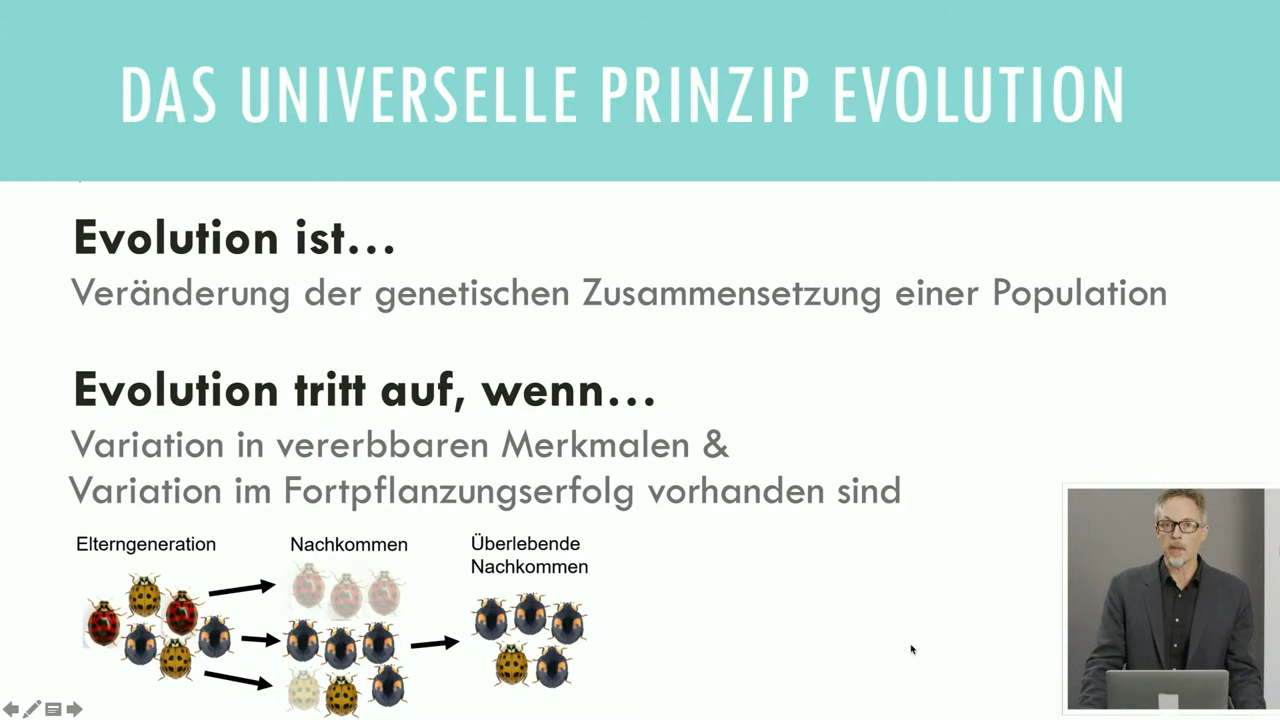 DAS UNIVERSELLE PRINZIP EVOLUTION
Evolution ist…
Veränderung der genetischen Zusammensetzung einer Population
Evolution tritt auf, wenn…
Variation in vererbbaren Merkmalen &
Variation im Fortpflanzungserfolg vorhanden sind
Elterngeneration
Nachkommen
Überlebende
Nachkommen